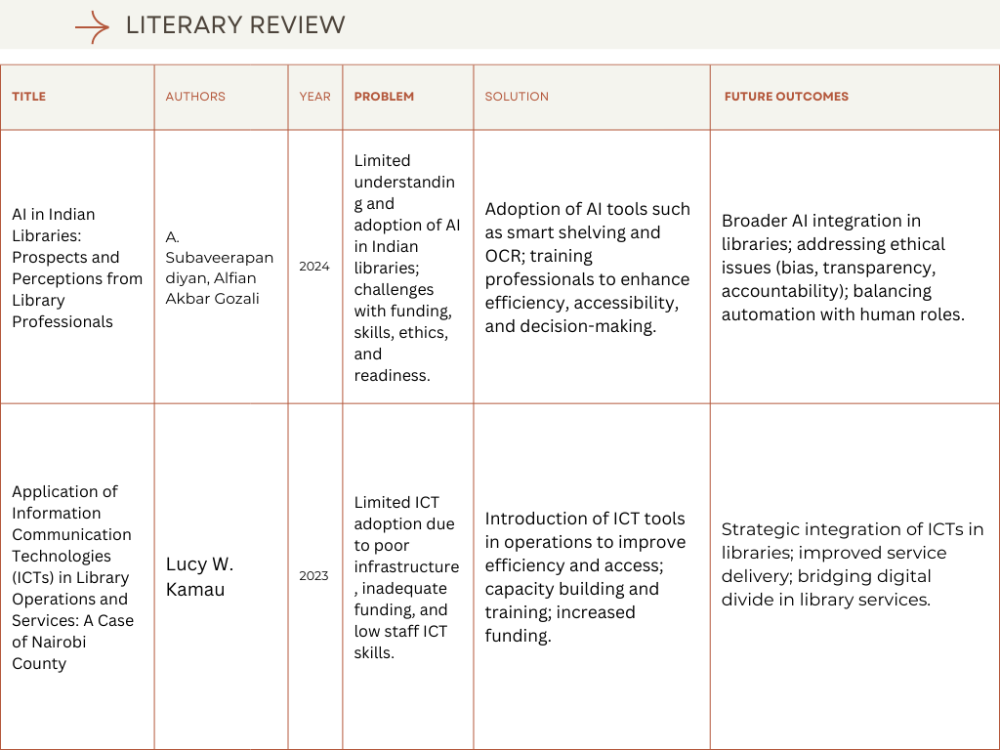 LITERARY REVIEW
TITLE
AUTHORS
YEAR
PROBLEM
SOLUTION
FUTURE OUTCOMES
AI in Indian
Libraries:
Prospects and
Perceptions from
Library
Professionals
A.
Subaveerapan
diyan, Alfian
Akbar Gozali
2024
Limited
understandin
g and
adoption of AI
in Indian
libraries;
challenges
with funding,
skills, ethics,
and
readiness.
Adoption of AI tools such
as smart shelving and
OCR; training
professionals to enhance
efficiency, accessibility,
and decision-making.
Broader AI integration in
libraries; addressing ethical
issues (bias, transparency,
accountability); balancing
automation with human roles.
Application of
Information
Communication
Technologies
(ICTs) in Library
Operations and
Services: A Case
of Nairobi
County
Lucy W.
Kamau
2023
Limited ICT
adoption due
to poor
infrastructure
, inadequate
funding, and
low staff ICT
skills.
Introduction of ICT tools
in operations to improve
efficiency and access;
capacity building and
training; increased
funding.
Strategic integration of ICTs in
libraries; improved service
delivery; bridging digital
divide in library services.